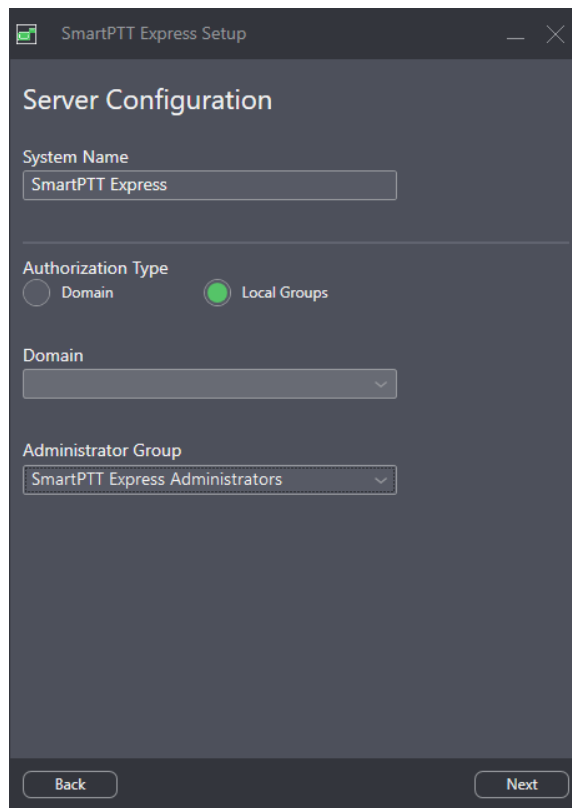 SmartPTT Express Setup
Server Configuration
System Name
SmartPTT Express
Authorization Type
Domain Local Groups
Domain
Administrator Group
SmartPTT Express Administrators
Back Next